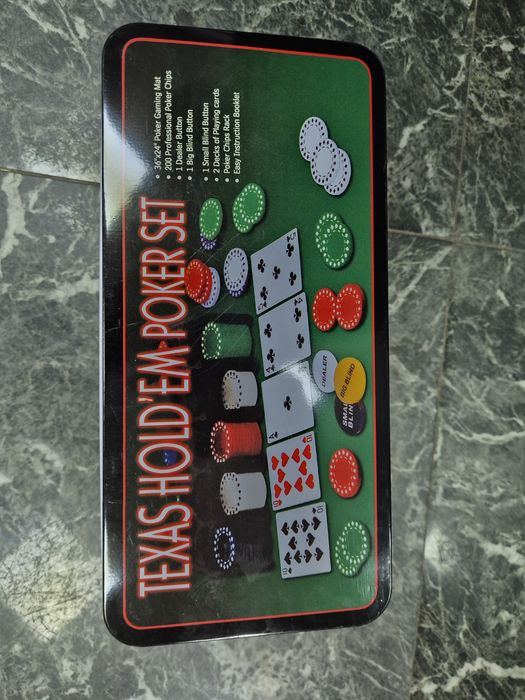 TEXAS HOLD'EM POKER SET
• 36"x24" Poker Gaming Mat
• 200 Professional Poker Chips
• 1 Dealer Button
• 1 Big Blind Button
• 1 Small Blind Button
• 2 Decks of Playing cards
• Poker Chips Rack
• Easy Instruction Booklet
10
10
A
DEALER
BIG BLIND
SMALL
BLIND